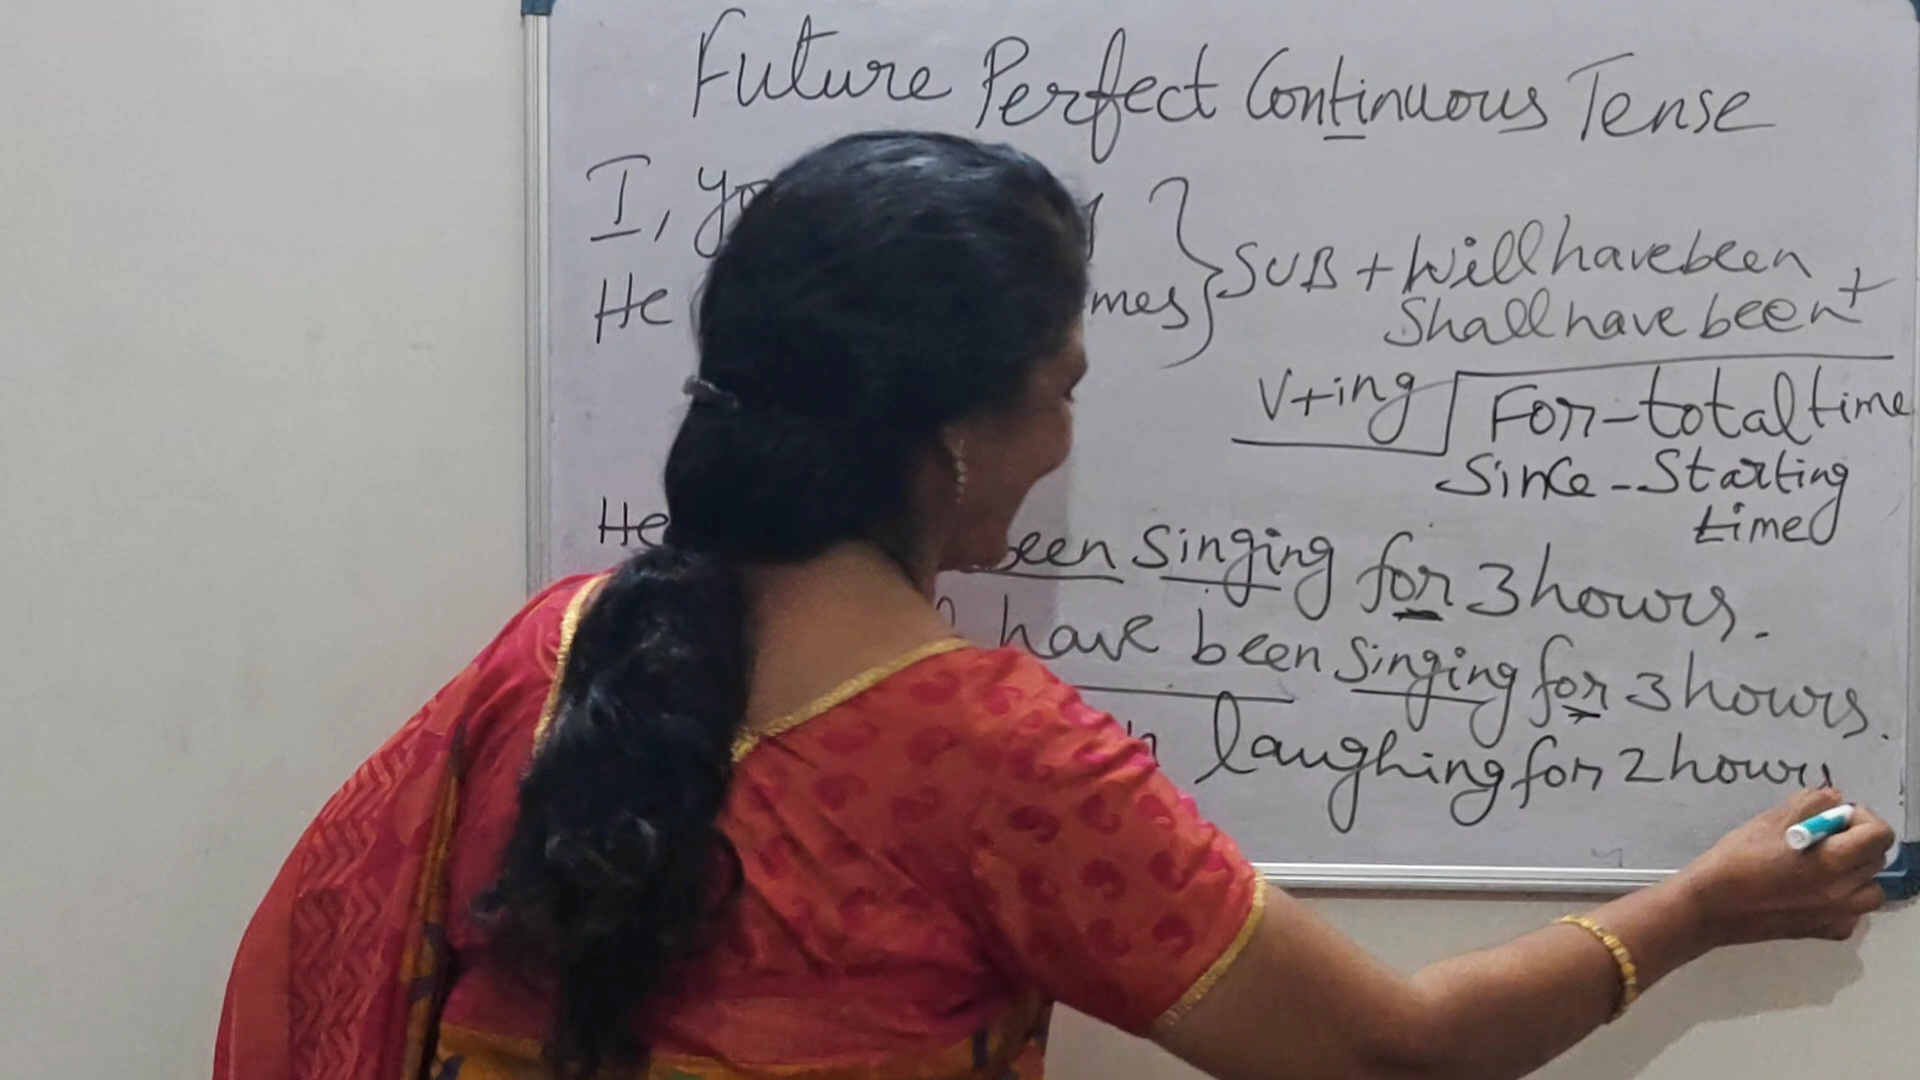 Future Perfect Continuous Tense
I,
He mes } SUB + Will have been +
Shall have been
V+ing For - total time
Since - Starting
time
He been singing for 3 hours.
have been singing for 3 hours.
laughing for 2 hours